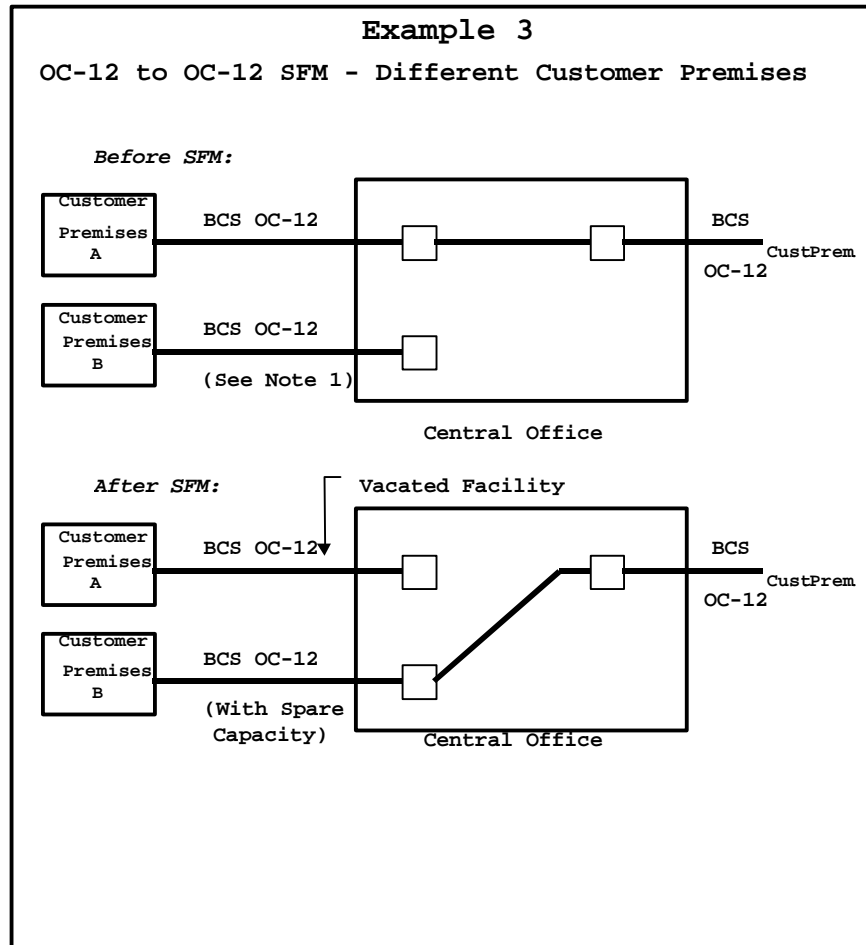 Example 3
OC-12 to OC-12 SFM - Different Customer Premises
Before SFM:
Customer
Premises
A
BCS OC-12
BCS
OC-12
CustPrem
Customer
Premises
B
BCS OC-12
(See Note 1)
Central Office
After SFM:
Vacated Facility
Customer
Premises
A
BCS OC-12
BCS
OC-12
CustPrem
Customer
Premises
B
BCS OC-12
(With Spare
Capacity)
Central Office